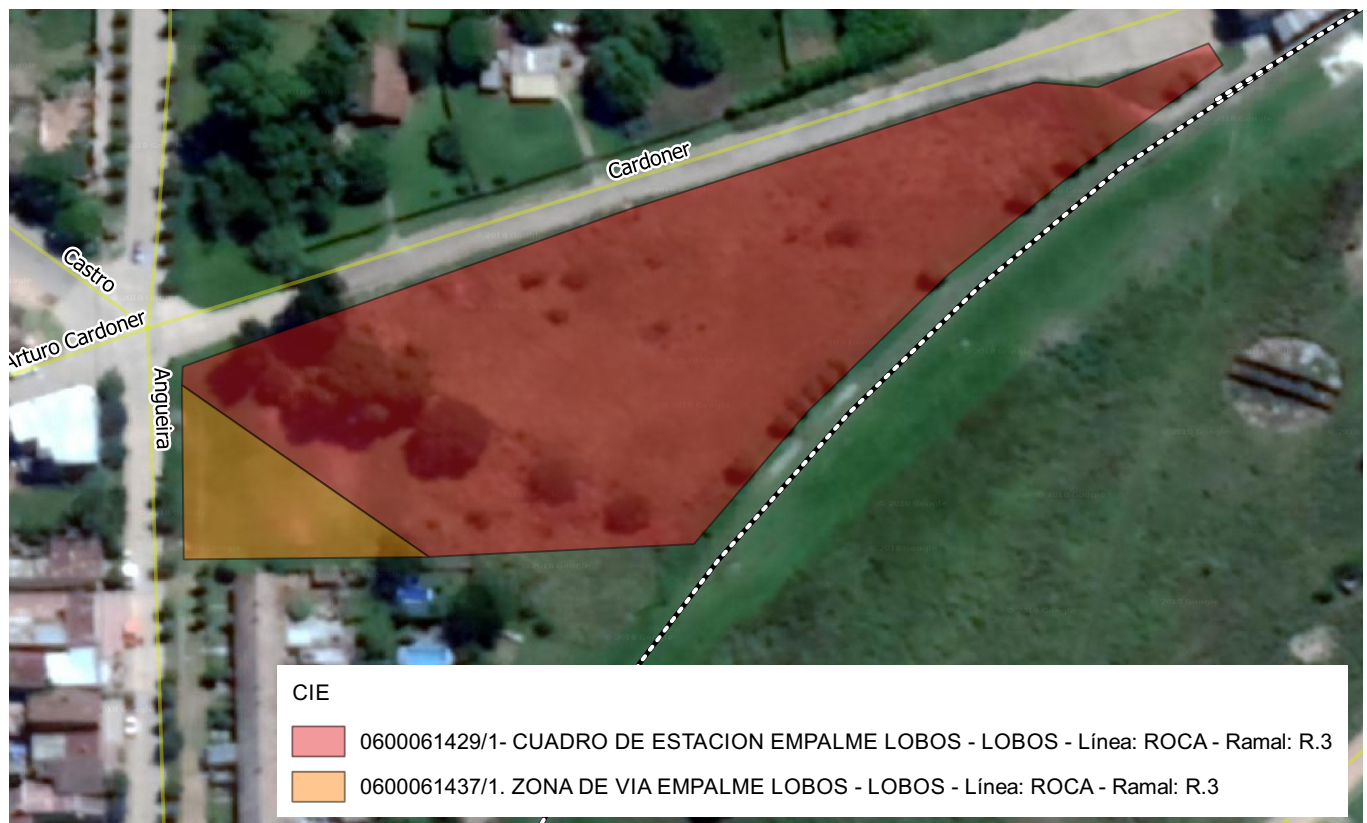 Cardoner
Castro
Arturo Cardoner
Angueira
CIE
0600061429/1- CUADRO DE ESTACION EMPALME LOBOS - LOBOS - Línea: ROCA - Ramal: R.3
0600061437/1. ZONA DE VIA EMPALME LOBOS - LOBOS - Línea: ROCA - Ramal: R.3